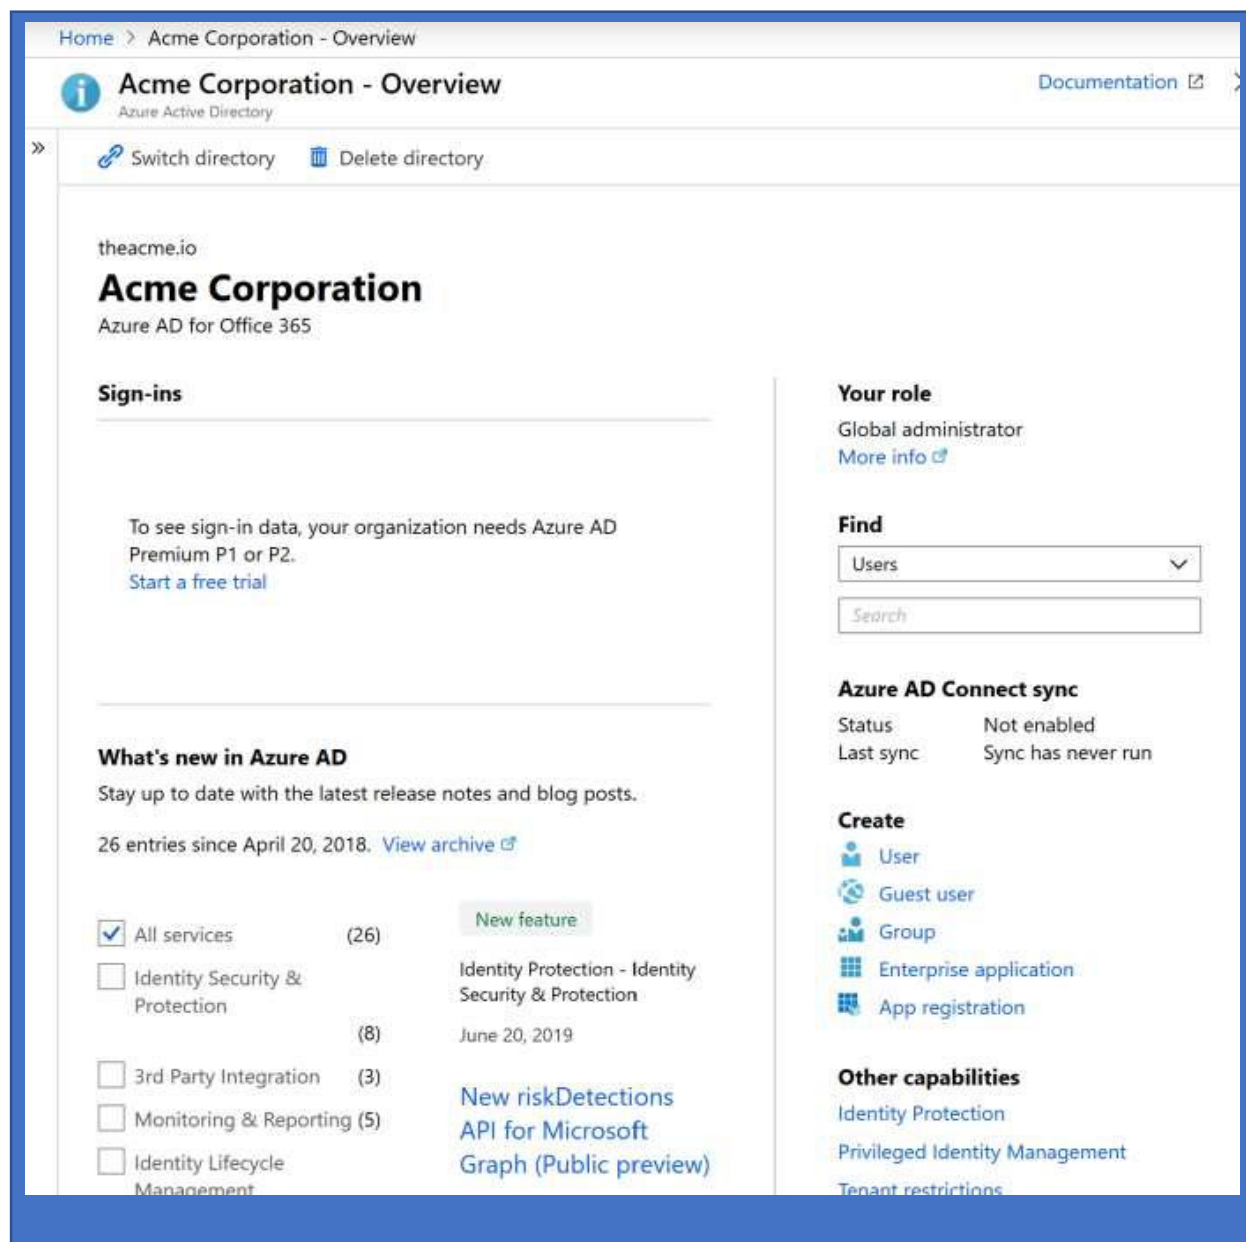 Home > Acme Corporation - Overview
Acme Corporation - Overview
Azure Active Directory
Documentation
»
Switch directory
Delete directory
theacme.io
Acme Corporation
Azure AD for Office 365
Sign-ins
To see sign-in data, your organization needs Azure AD
Premium P1 or P2.
Start a free trial
What's new in Azure AD
Stay up to date with the latest release notes and blog posts.
26 entries since April 20, 2018. View archive
All services (26)
Identity Security &
Protection
(8)
3rd Party Integration (3)
Monitoring & Reporting (5)
Identity Lifecycle
Management
New feature
Identity Protection - Identity
Security & Protection
June 20, 2019
New riskDetections
API for Microsoft
Graph (Public preview)
Your role
Global administrator
More info
Find
Users
Search
Azure AD Connect sync
Status Not enabled
Last sync Sync has never run
Create
User
Guest user
Group
Enterprise application
App registration
Other capabilities
Identity Protection
Privileged Identity Management
Tenant restrictions